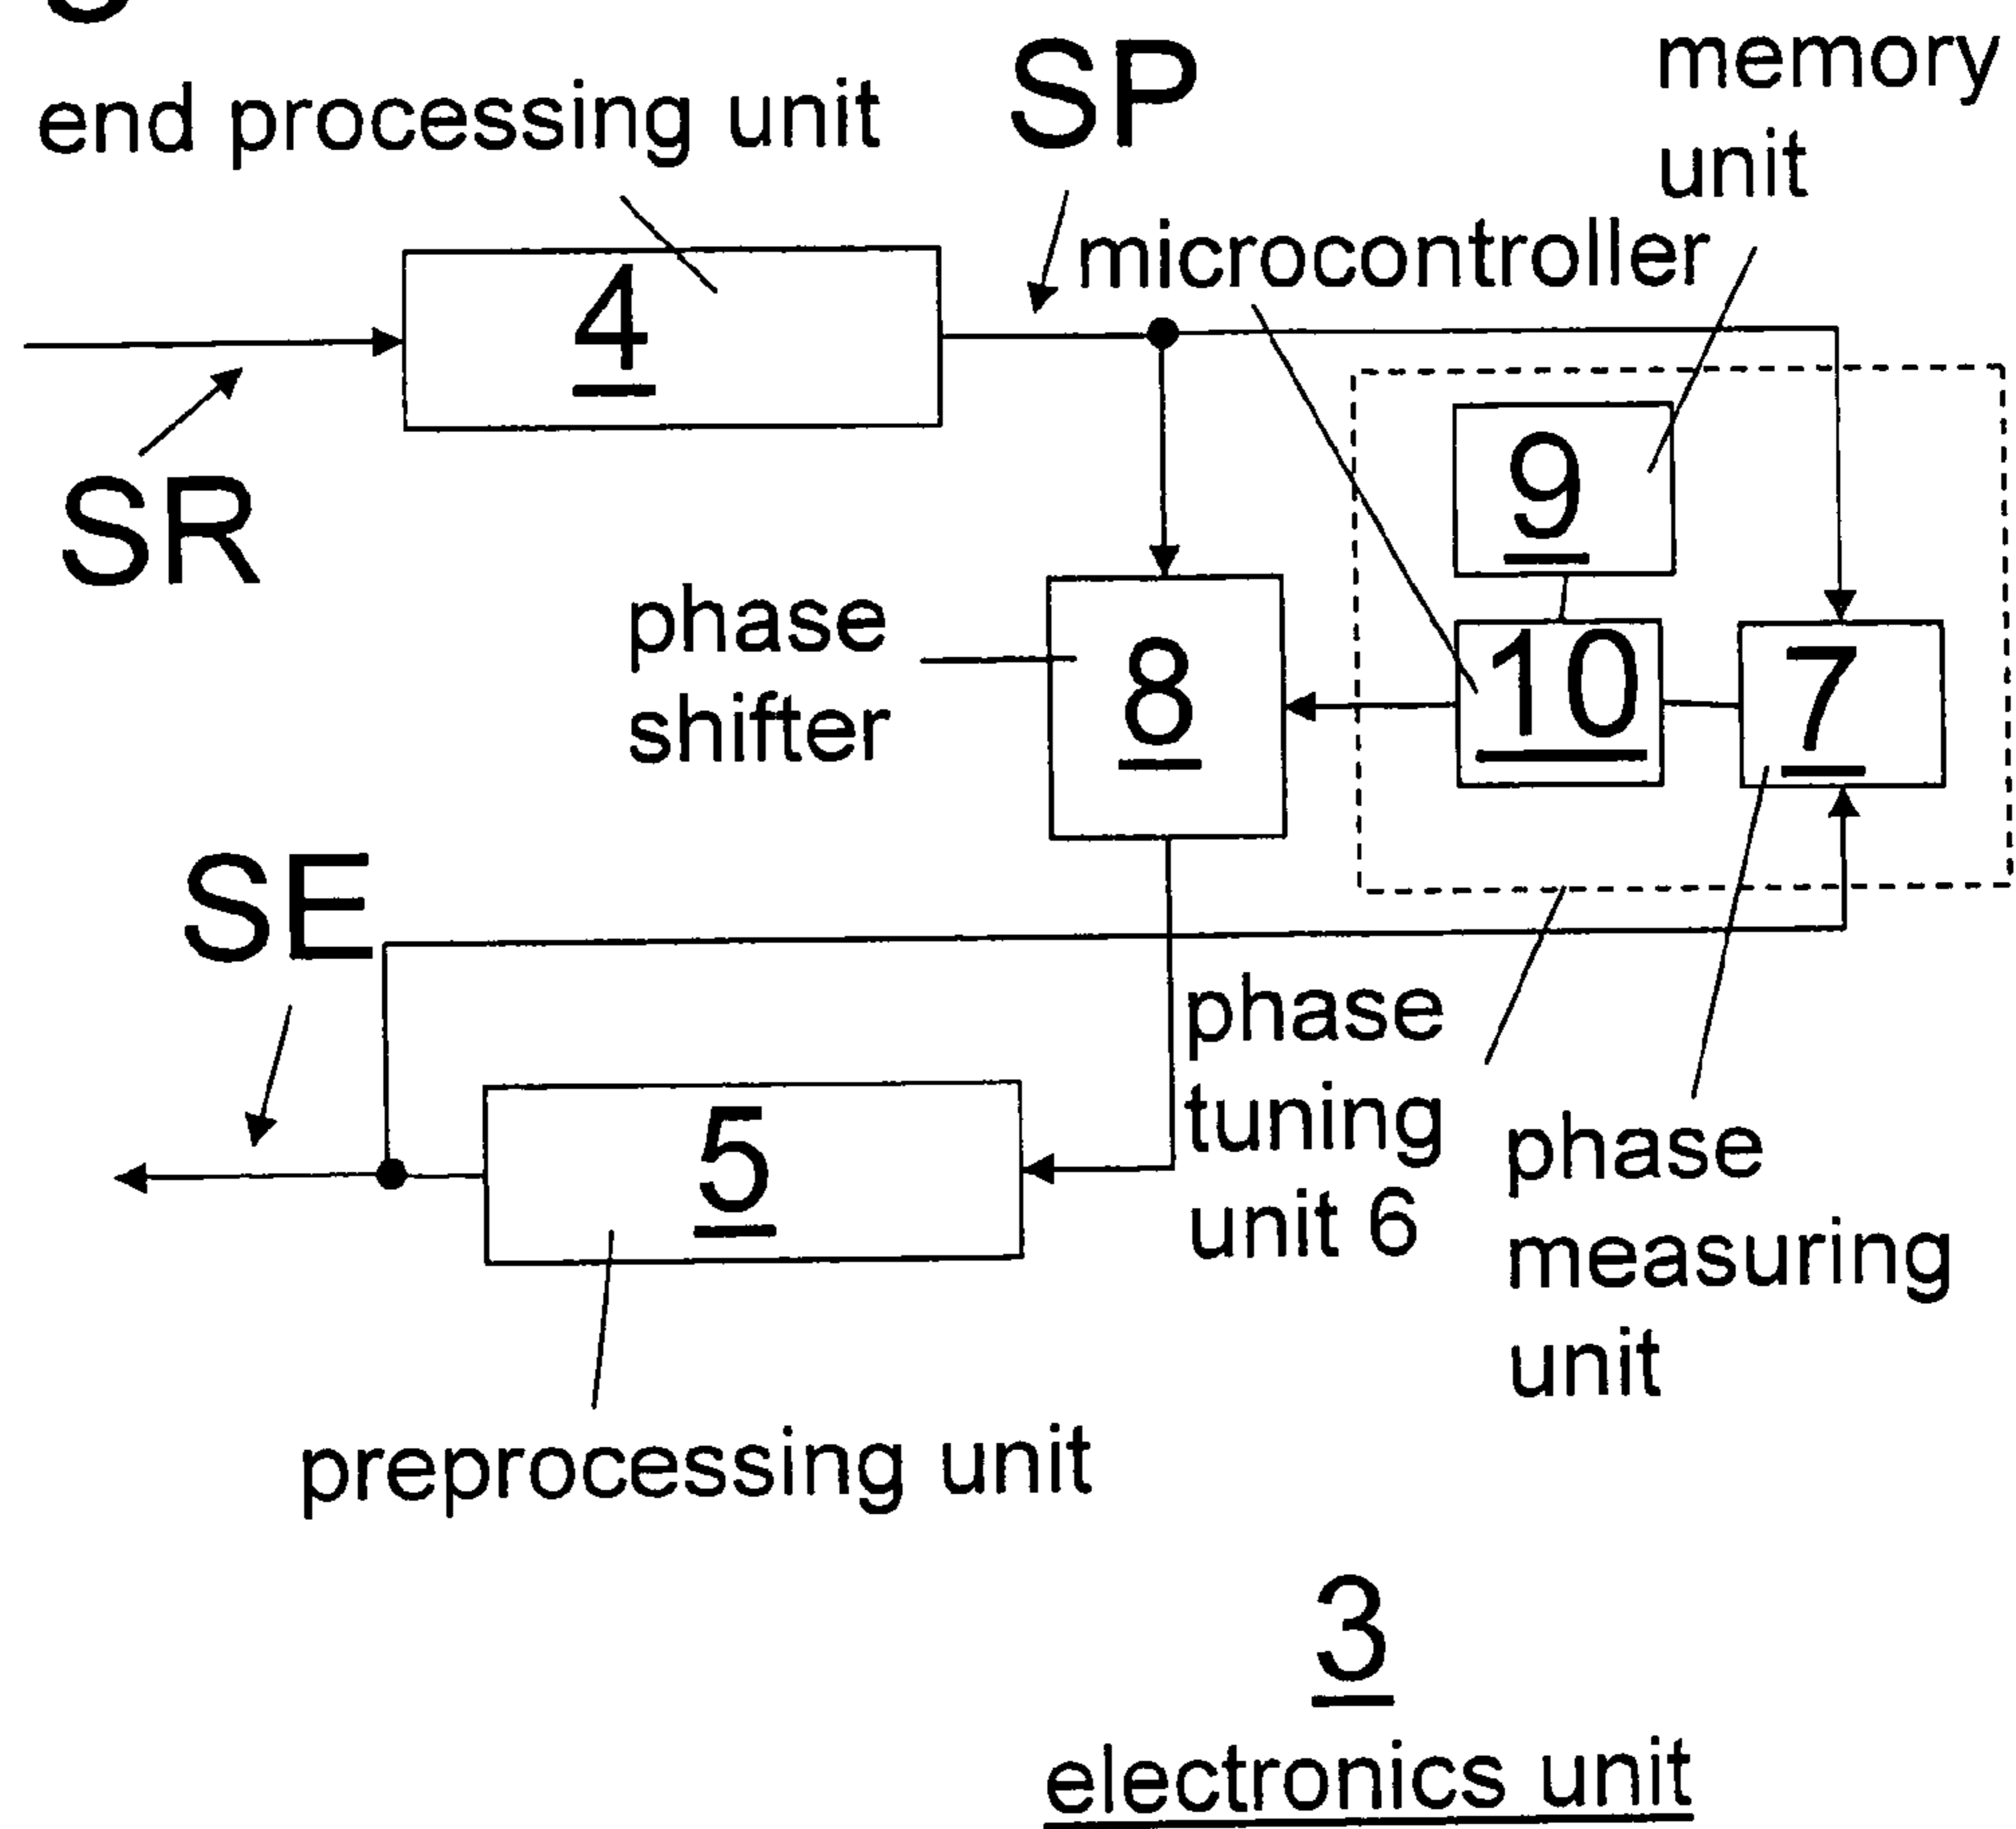 end processing unit
SP
memory
unit
microcontroller
4
SR
9
phase
shifter
8
10
7
SE
phase
tuning
unit 6
phase
measuring
unit
5
preprocessing unit
3
electronics unit